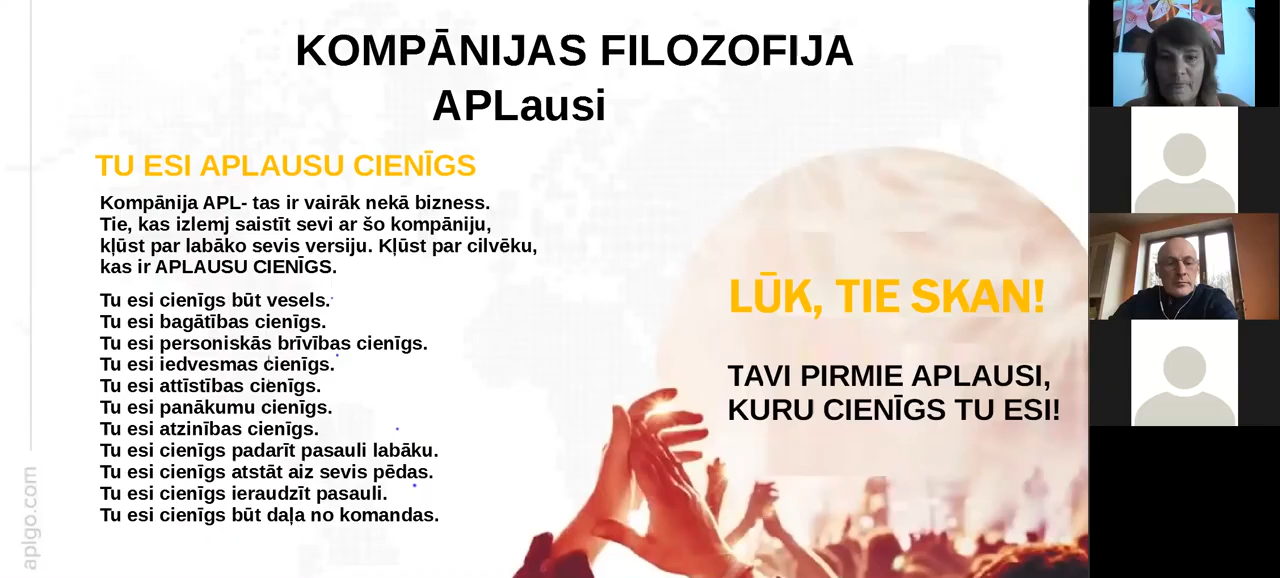 KOMPĀNIJAS FILOZOFIJA
APLausi
TU ESI APLAUSU CIENĪGS
Kompānija APL- tas ir vairāk nekā bizness.
Tie, kas izlemj saistīt sevi ar šo kompāniju,
kļūst par labāko sevis versiju. Kļūst par cilvēku,
kas ir APLAUSU CIENĪGS.
Tu esi cienīgs būt vesels.
Tu esi bagātības cienīgs.
Tu esi personiskās brīvības cienīgs.
Tu esi iedvesmas cienīgs.
Tu esi attīstības cienīgs.
Tu esi panākumu cienīgs.
Tu esi atzinības cienīgs.
Tu esi cienīgs padarīt pasauli labāku.
Tu esi cienīgs atstāt aiz sevis pēdas.
Tu esi cienīgs ieraudzīt pasauli.
Tu esi cienīgs būt daļa no komandas.
LŪK, TIE SKAN!
TAVI PIRMIE APLAUSI,
KURU CIENĪGS TU ESI!
aplgo.com